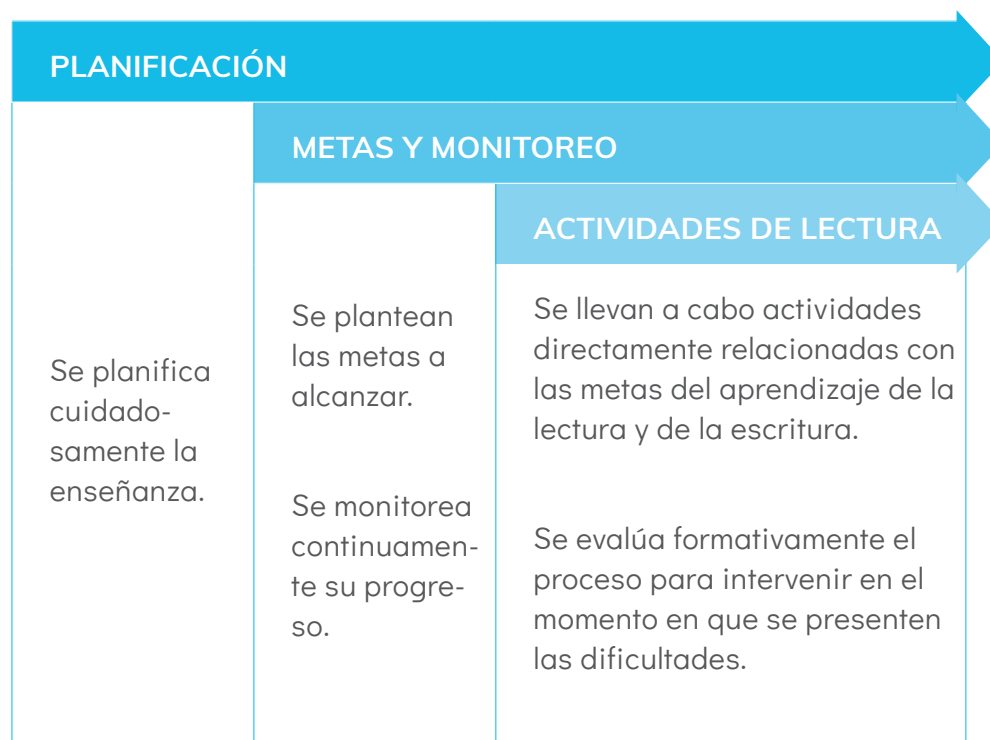 PLANIFICACIÓN
METAS Y MONITOREO
ACTIVIDADES DE LECTURA
Se planifica
cuidado-
samente la
enseñanza.
Se plantean
las metas a
alcanzar.
Se monitorea
continuamen-
te su progre-
so.
Se llevan a cabo actividades
directamente relacionadas con
las metas del aprendizaje de la
lectura y de la escritura.
Se evalúa formativamente el
proceso para intervenir en el
momento en que se presenten
las dificultades.